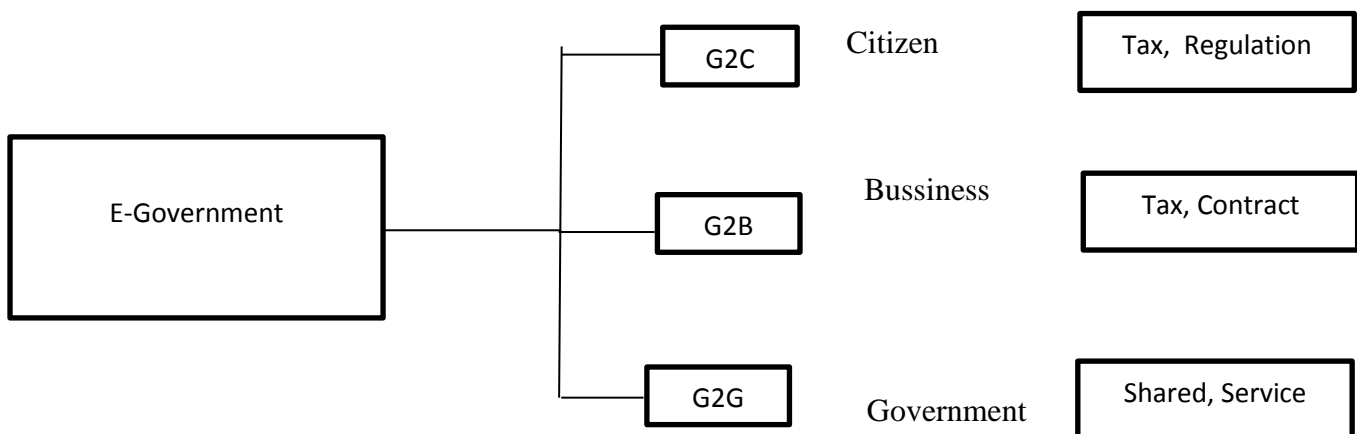 G2C
Citizen
Tax, Regulation
E-Government
G2B
Bussiness
Tax, Contract
G2G
Government
Shared, Service